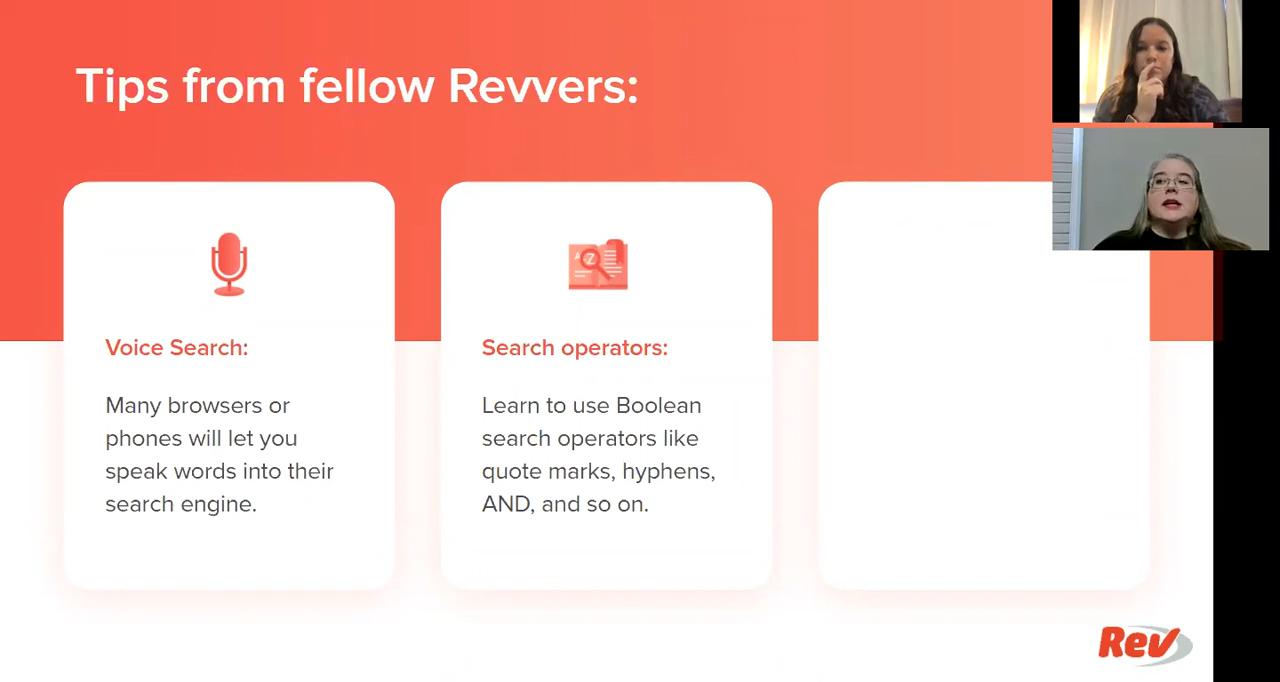 Tips from fellow Revvers:
Voice Search:
Many browsers or
phones will let you
speak words into their
search engine.
A Z
Search operators:
Learn to use Boolean
search operators like
quote marks, hyphens,
AND, and so on.
Rev